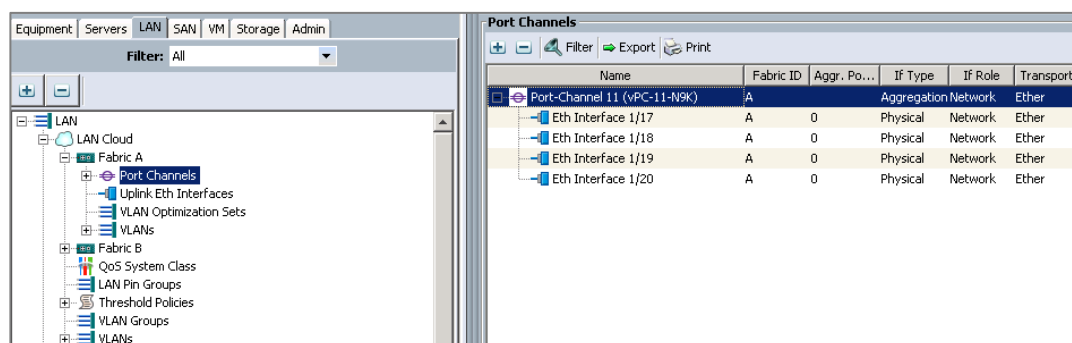 Equipment Servers LAN SAN VM Storage Admin
Filter: All
LAN
LAN Cloud
Fabric A
Port Channels
Uplink Eth Interfaces
VLAN Optimization Sets
VLANs
Fabric B
QoS System Class
LAN Pin Groups
Threshold Policies
VLAN Groups
VLANs
Port Channels
Filter Export Print
Name Fabric ID Aggr. Po... If Type If Role Transport
Port-Channel 11 (vPC-11-N9K) A Aggregation Network Ether
Eth Interface 1/17 A 0 Physical Network Ether
Eth Interface 1/18 A 0 Physical Network Ether
Eth Interface 1/19 A 0 Physical Network Ether
Eth Interface 1/20 A 0 Physical Network Ether